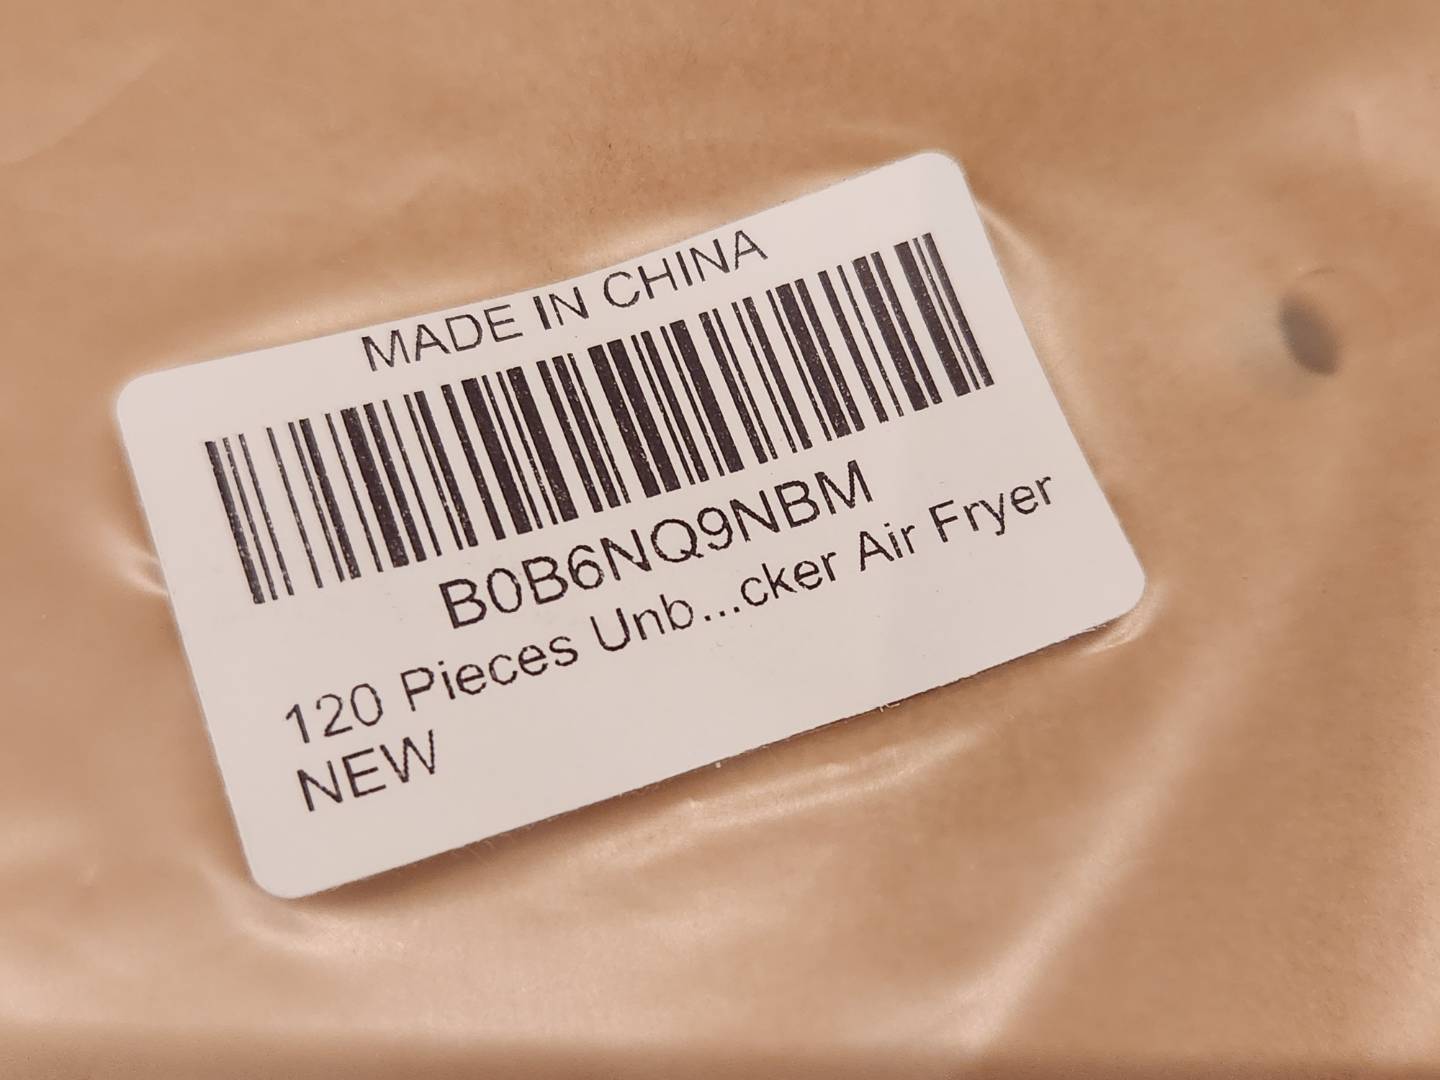 MADE IN CHINA
B0B6NQ9NBM
120 Pieces Unb...cker Air Fryer
NEW